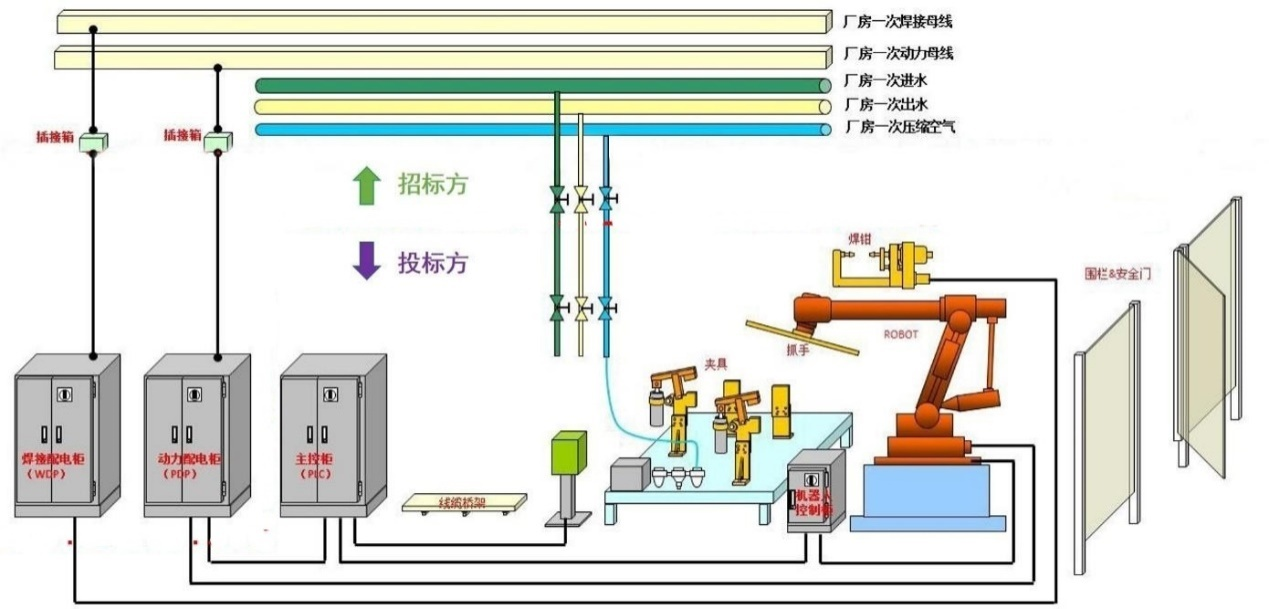 厂房一次焊接母线
厂房一次动力母线
厂房一次进水
厂房一次出水
厂房一次压缩空气
插接箱
插接箱
招标方
投标方
焊钳
围栏&安全门
ROBOT
抓手
夹具
焊接配电柜
（WDP）
动力配电柜
（PDP）
主控柜
（PLC）
线缆桥架
机器人
控制柜